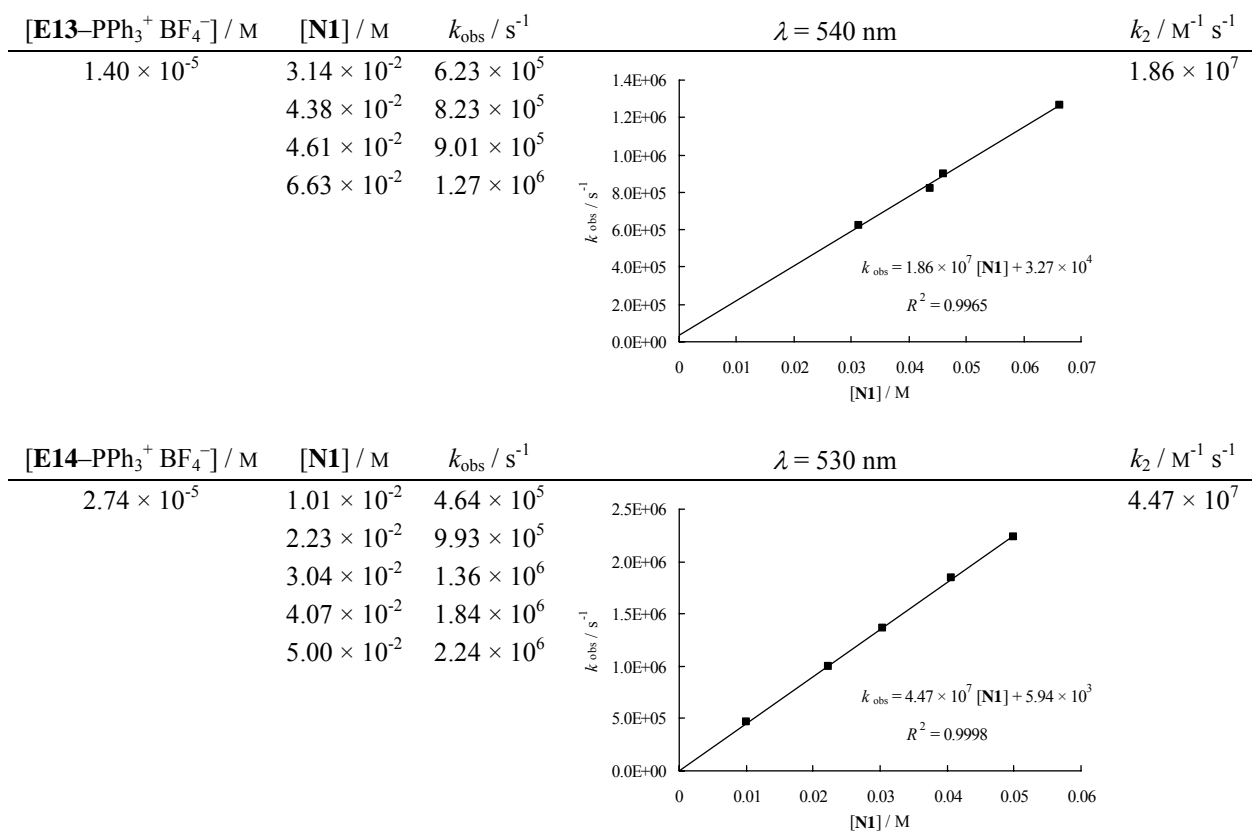 [E13–PPh₃⁺ BF₄⁻] / M [N1] / M k_obs / s⁻¹ λ = 540 nm k₂ / M⁻¹ s⁻¹
1.40 × 10⁻⁵ 3.14 × 10⁻² 6.23 × 10⁵ 1.86 × 10⁷
4.38 × 10⁻² 8.23 × 10⁵
4.61 × 10⁻² 9.01 × 10⁵
6.63 × 10⁻² 1.27 × 10⁶
1.4E+06
1.2E+06
1.0E+06
8.0E+05
6.0E+05
4.0E+05
2.0E+05
0.0E+00
k obs / s⁻¹
k obs = 1.86 × 10⁷ [N1] + 3.27 × 10⁴
R² = 0.9965
0 0.01 0.02 0.03 0.04 0.05 0.06 0.07
[N1] / M
[E14–PPh₃⁺ BF₄⁻] / M [N1] / M k_obs / s⁻¹ λ = 530 nm k₂ / M⁻¹ s⁻¹
2.74 × 10⁻⁵ 1.01 × 10⁻² 4.64 × 10⁵ 4.47 × 10⁷
2.23 × 10⁻² 9.93 × 10⁵
3.04 × 10⁻² 1.36 × 10⁶
4.07 × 10⁻² 1.84 × 10⁶
5.00 × 10⁻² 2.24 × 10⁶
2.5E+06
2.0E+06
1.5E+06
1.0E+06
5.0E+05
0.0E+00
k obs / s⁻¹
k obs = 4.47 × 10⁷ [N1] + 5.94 × 10³
R² = 0.9998
0 0.01 0.02 0.03 0.04 0.05 0.06
[N1] / M